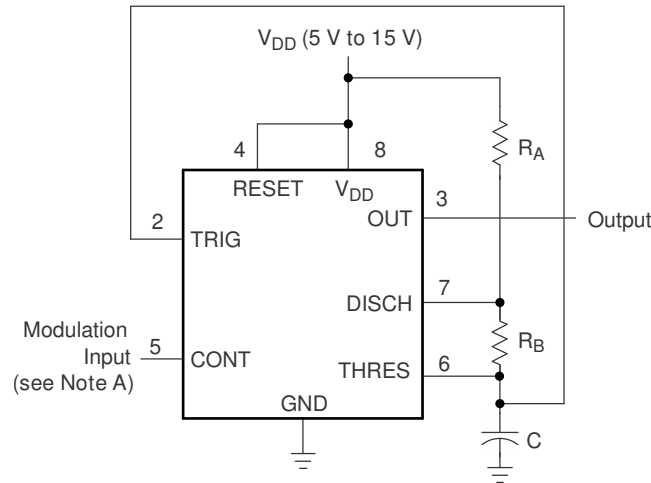 V_DD (5 V to 15 V)
4
8
R_A
RESET
V_DD
3
2
OUT
Output
TRIG
7
DISCH
Modulation
Input
(see Note A)
5
CONT
R_B
6
THRES
GND
C